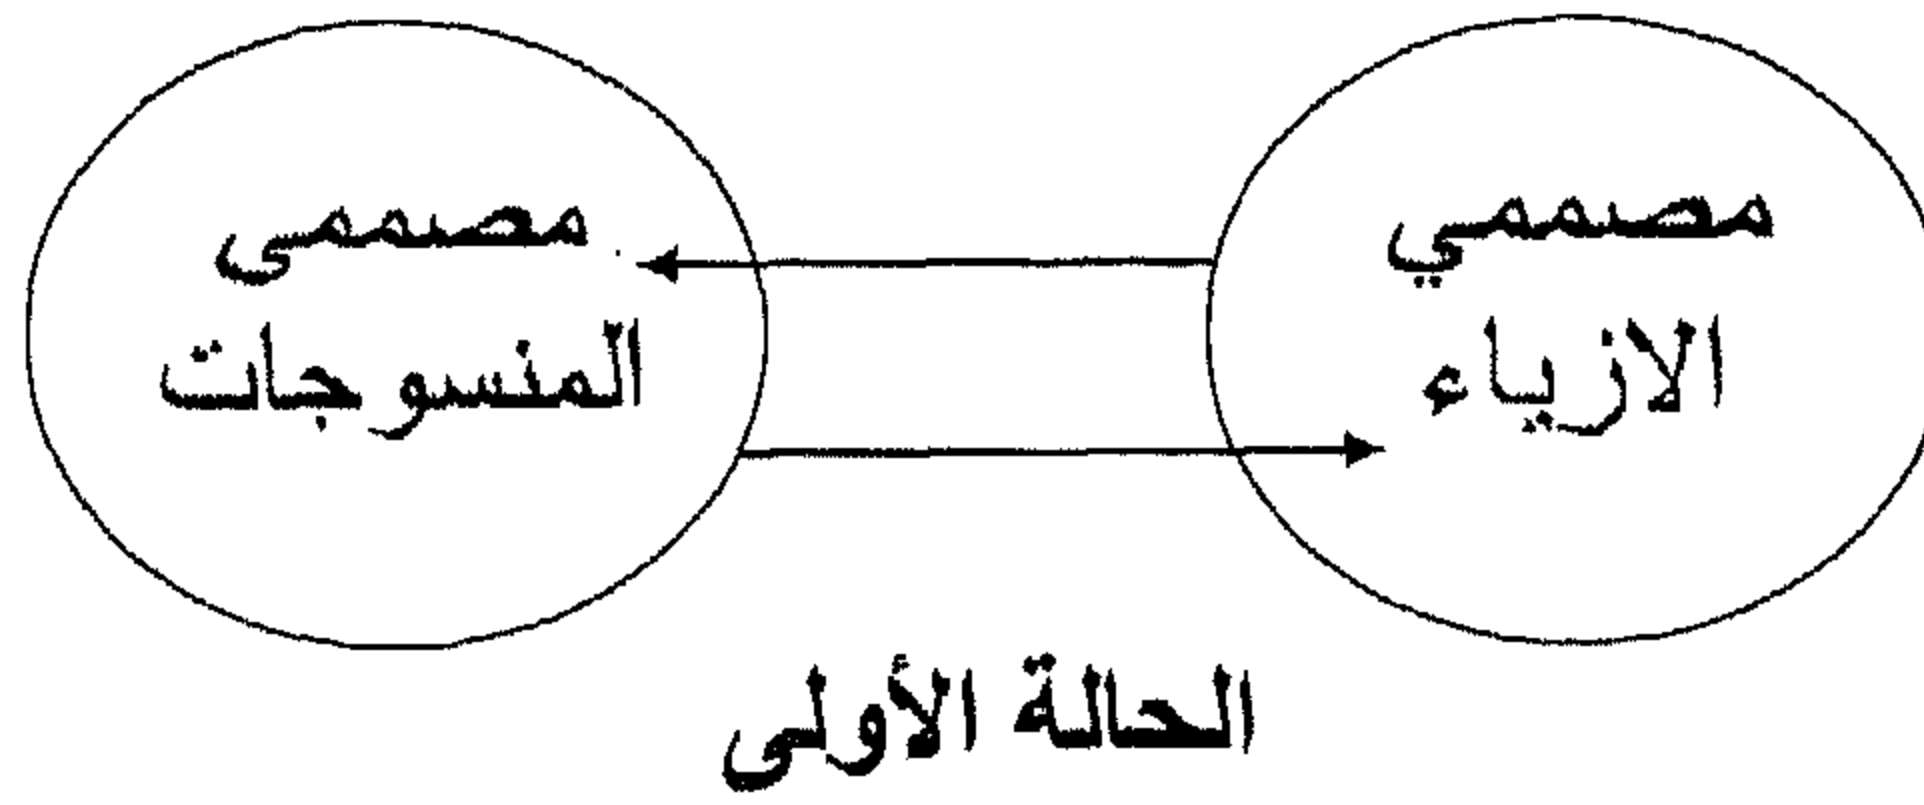 مصممي
الازياء
مصممى
المنسوجات
الحالة الأولى